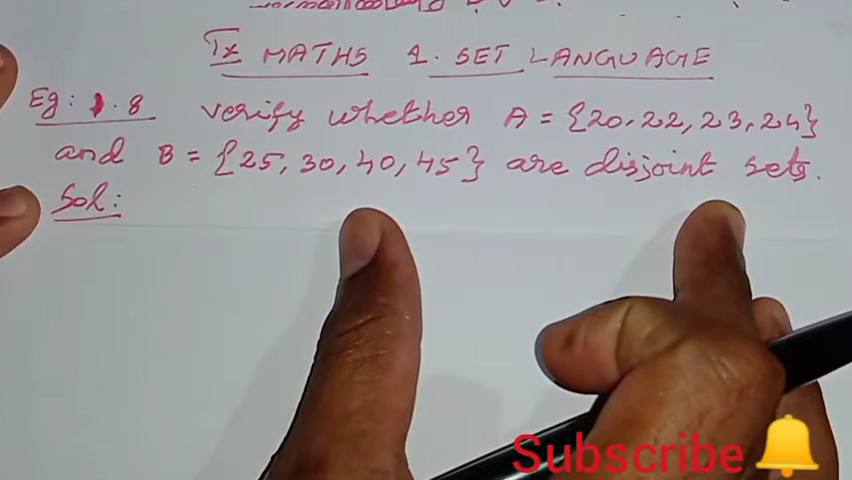 IX MATHS 1. SET LANGUAGE
Eg: 1.8 Verify whether A = {20, 22, 23, 24}
and B = {25, 30, 40, 45} are disjoint sets.
Sol:
Subscribe